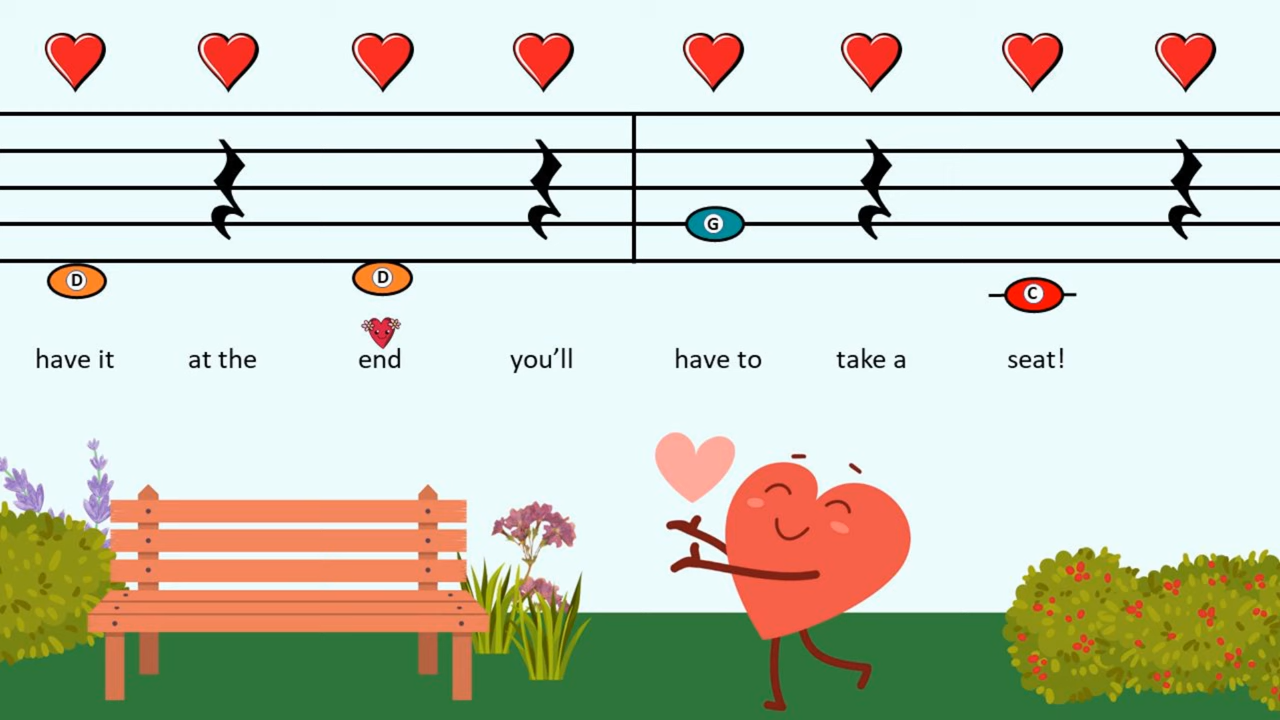 G
D D
C
have it at the end you’ll have to take a seat!